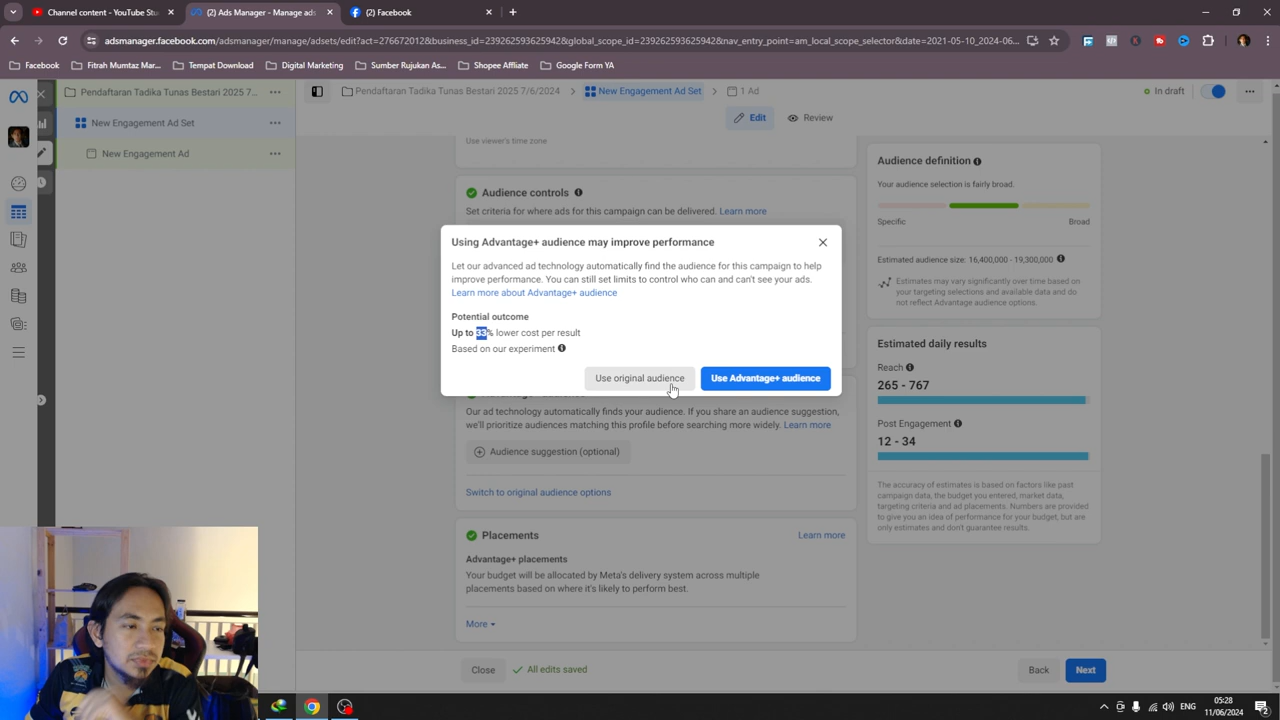 Channel content - YouTube Stu
(2) Ads Manager - Manage ads
(2) Facebook
adsmanager.facebook.com/adsmanager/manage/adsets/edit?act=276672012&business_id=239262593625942&global_scope_id=239262593625942&nav_entry_point=am_local_scope_selector&date=2021-05-10_2024-06...
Facebook
Fitrah Mumtaz Mar...
Tempat Download
Digital Marketing
Sumber Rujukan As...
Shopee Affliate
Google Form YA
Pendaftaran Tadika Tunas Bestari 2025 7...
New Engagement Ad Set
New Engagement Ad
Pendaftaran Tadika Tunas Bestari 2025 7/6/2024
New Engagement Ad Set
1 Ad
In draft
Edit
Review
Use viewer's time zone
Audience controls
Set criteria for where ads for this campaign can be delivered. Learn more
Using Advantage+ audience may improve performance
Let our advanced ad technology automatically find the audience for this campaign to help
improve performance. You can still set limits to control who can and can't see your ads.
Learn more about Advantage+ audience
Potential outcome
Up to 33% lower cost per result
Based on our experiment
Use original audience
Use Advantage+ audience
Our ad technology automatically finds your audience. If you share an audience suggestion,
we'll prioritize audiences matching this profile before searching more widely. Learn more
Audience suggestion (optional)
Switch to original audience options
Placements
Learn more
Advantage+ placements
Your budget will be allocated by Meta's delivery system across multiple
placements based on where it's likely to perform best.
More
Audience definition
Your audience selection is fairly broad.
Specific
Broad
Estimated audience size: 16,400,000 - 19,300,000
Estimates may vary significantly over time based on
your targeting selections and available data and do
not reflect Advantage audience options.
Estimated daily results
Reach
265 - 767
Post Engagement
12 - 34
The accuracy of estimates is based on factors like past
campaign data, the budget you entered, market data,
targeting criteria and ad placements. Numbers are provided
to give you an idea of performance for your budget, but are
only estimates and don't guarantee results.
Close
All edits saved
Back
Next
ENG
05:28
11/06/2024
2